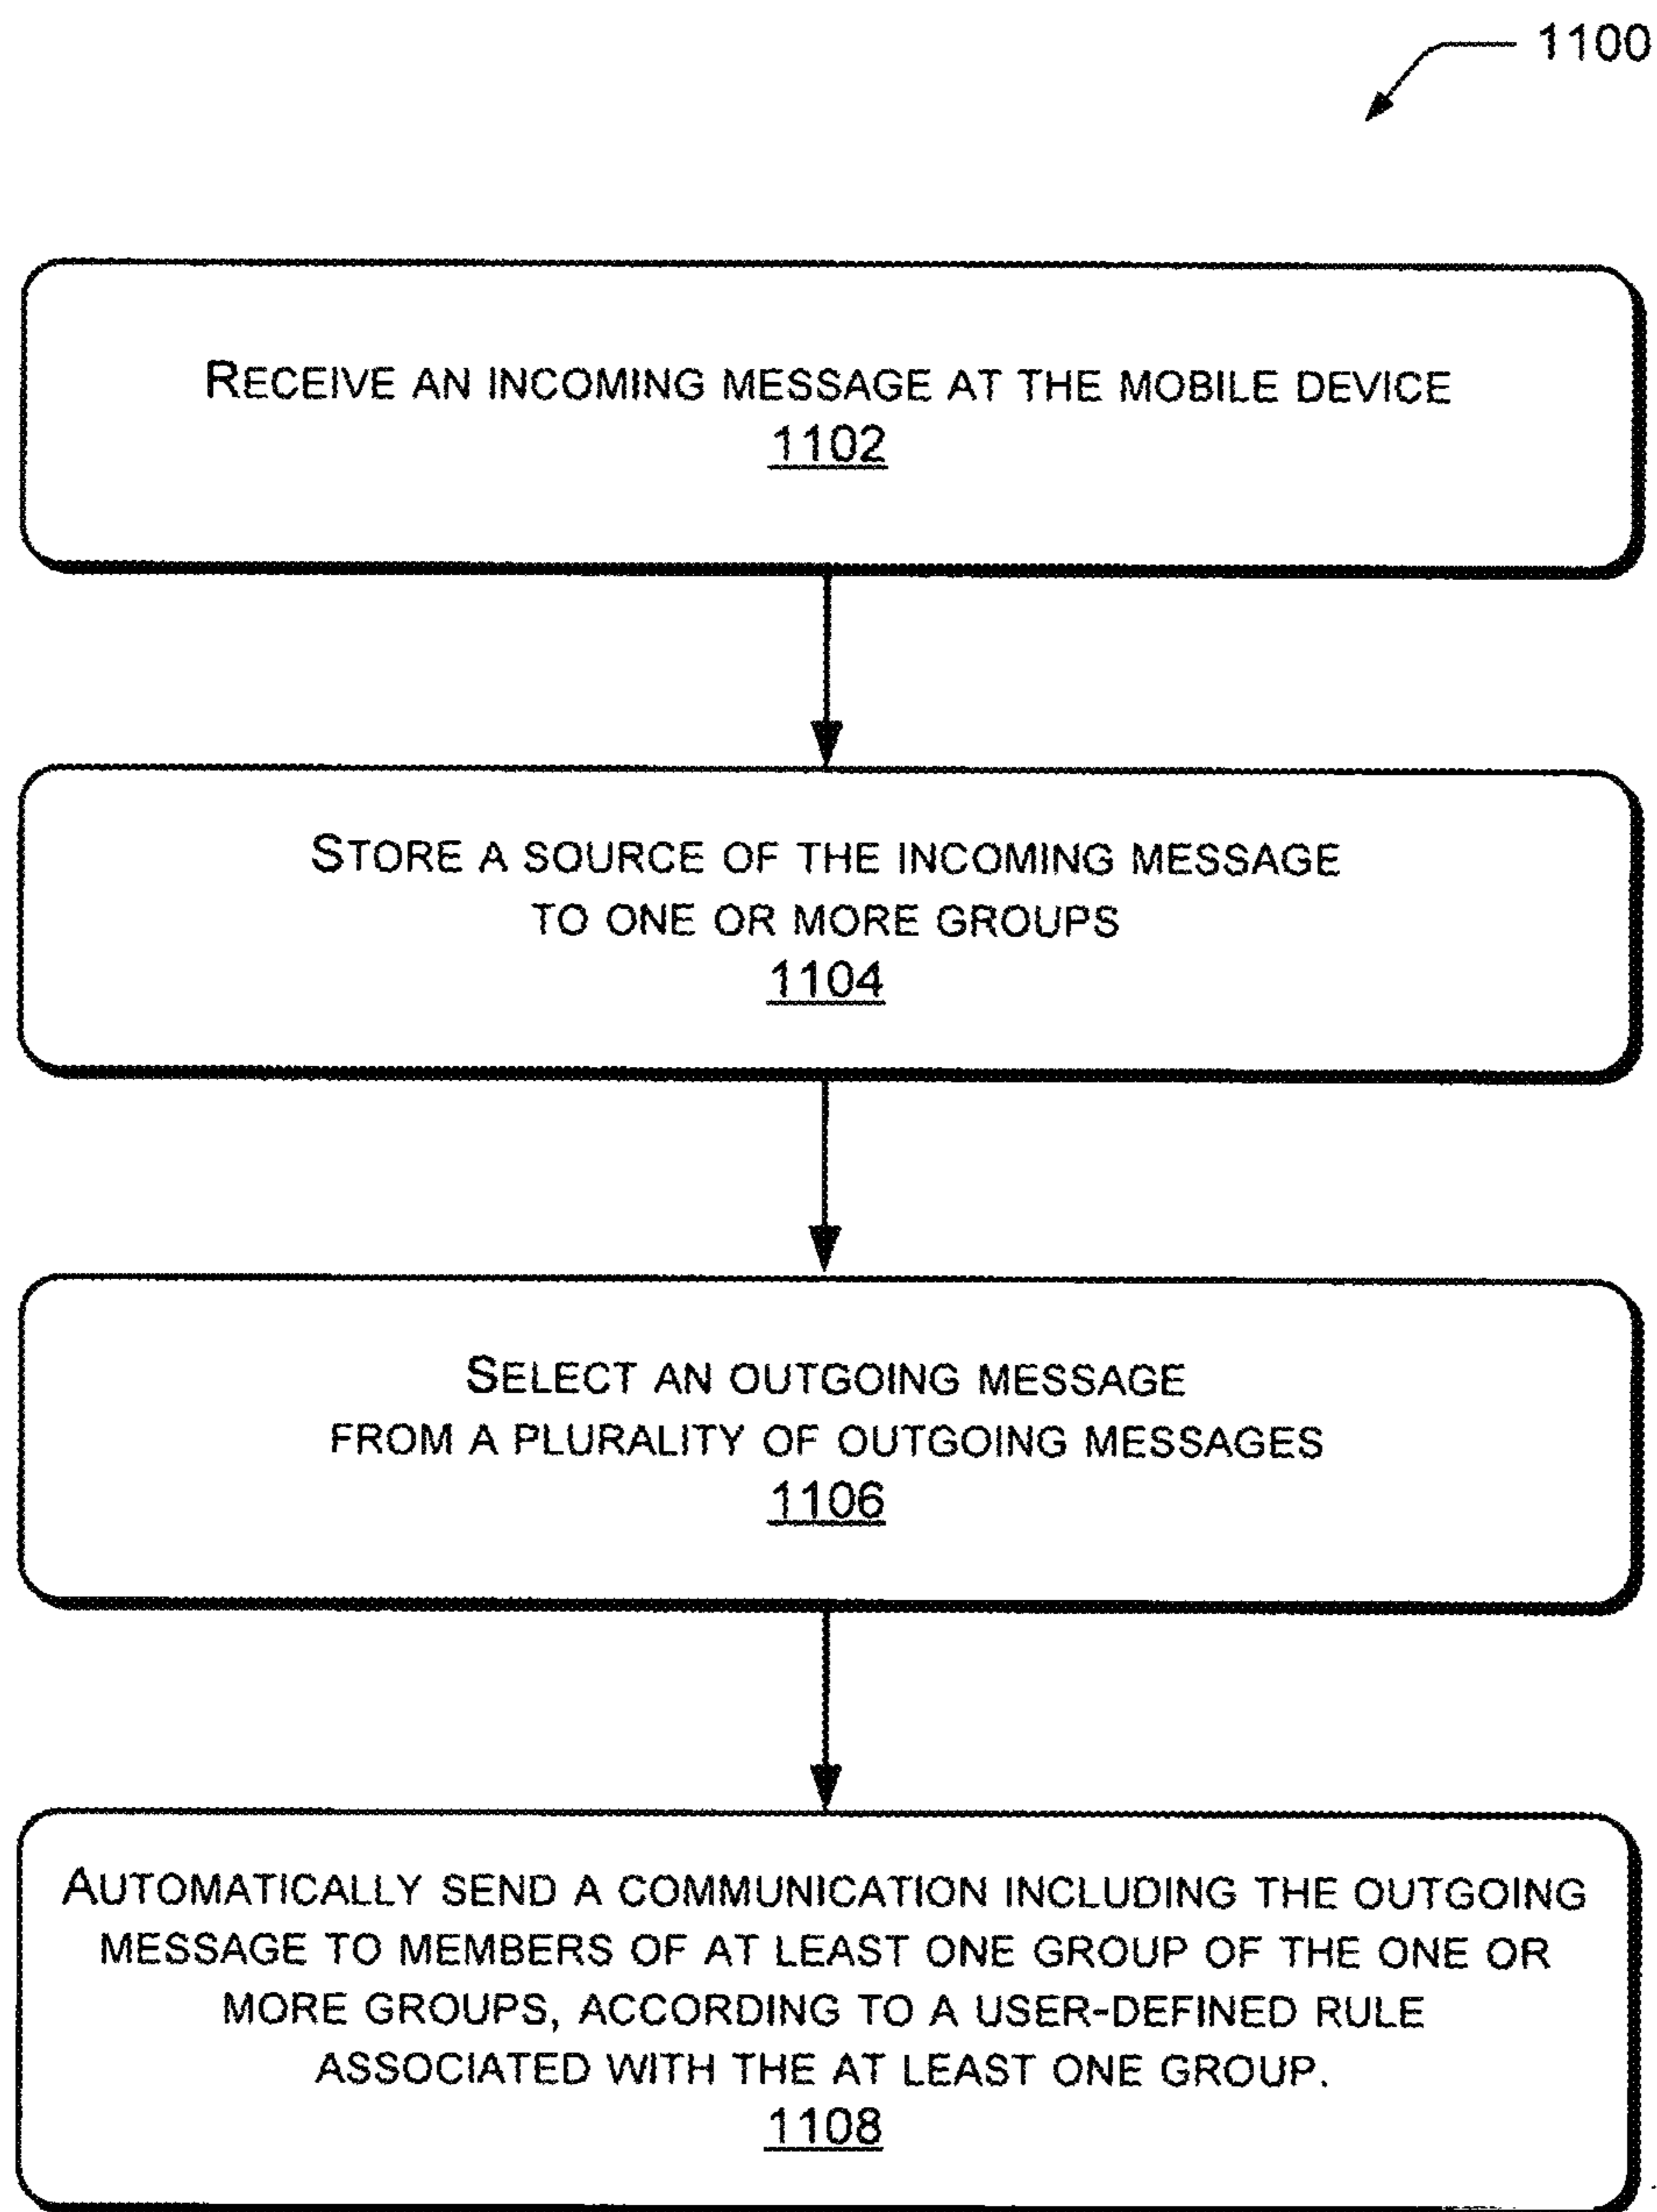 1100
RECEIVE AN INCOMING MESSAGE AT THE MOBILE DEVICE
1102
STORE A SOURCE OF THE INCOMING MESSAGE
TO ONE OR MORE GROUPS
1104
SELECT AN OUTGOING MESSAGE
FROM A PLURALITY OF OUTGOING MESSAGES
1106
AUTOMATICALLY SEND A COMMUNICATION INCLUDING THE OUTGOING
MESSAGE TO MEMBERS OF AT LEAST ONE GROUP OF THE ONE OR
MORE GROUPS, ACCORDING TO A USER-DEFINED RULE
ASSOCIATED WITH THE AT LEAST ONE GROUP.
1108